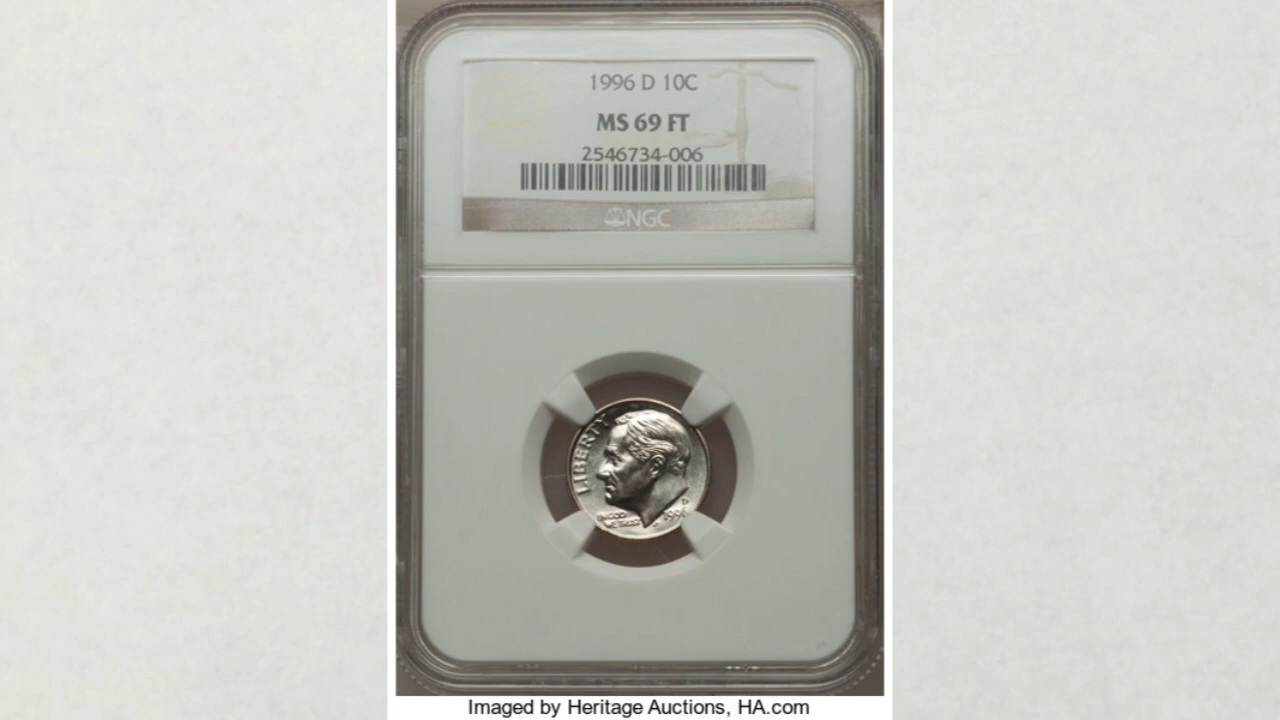 1996 D 10C
MS 69 FT
2546734-006
NGC
LIBERTY
IN GOD
WE TRUST
D
1996
Imaged by Heritage Auctions, HA.com